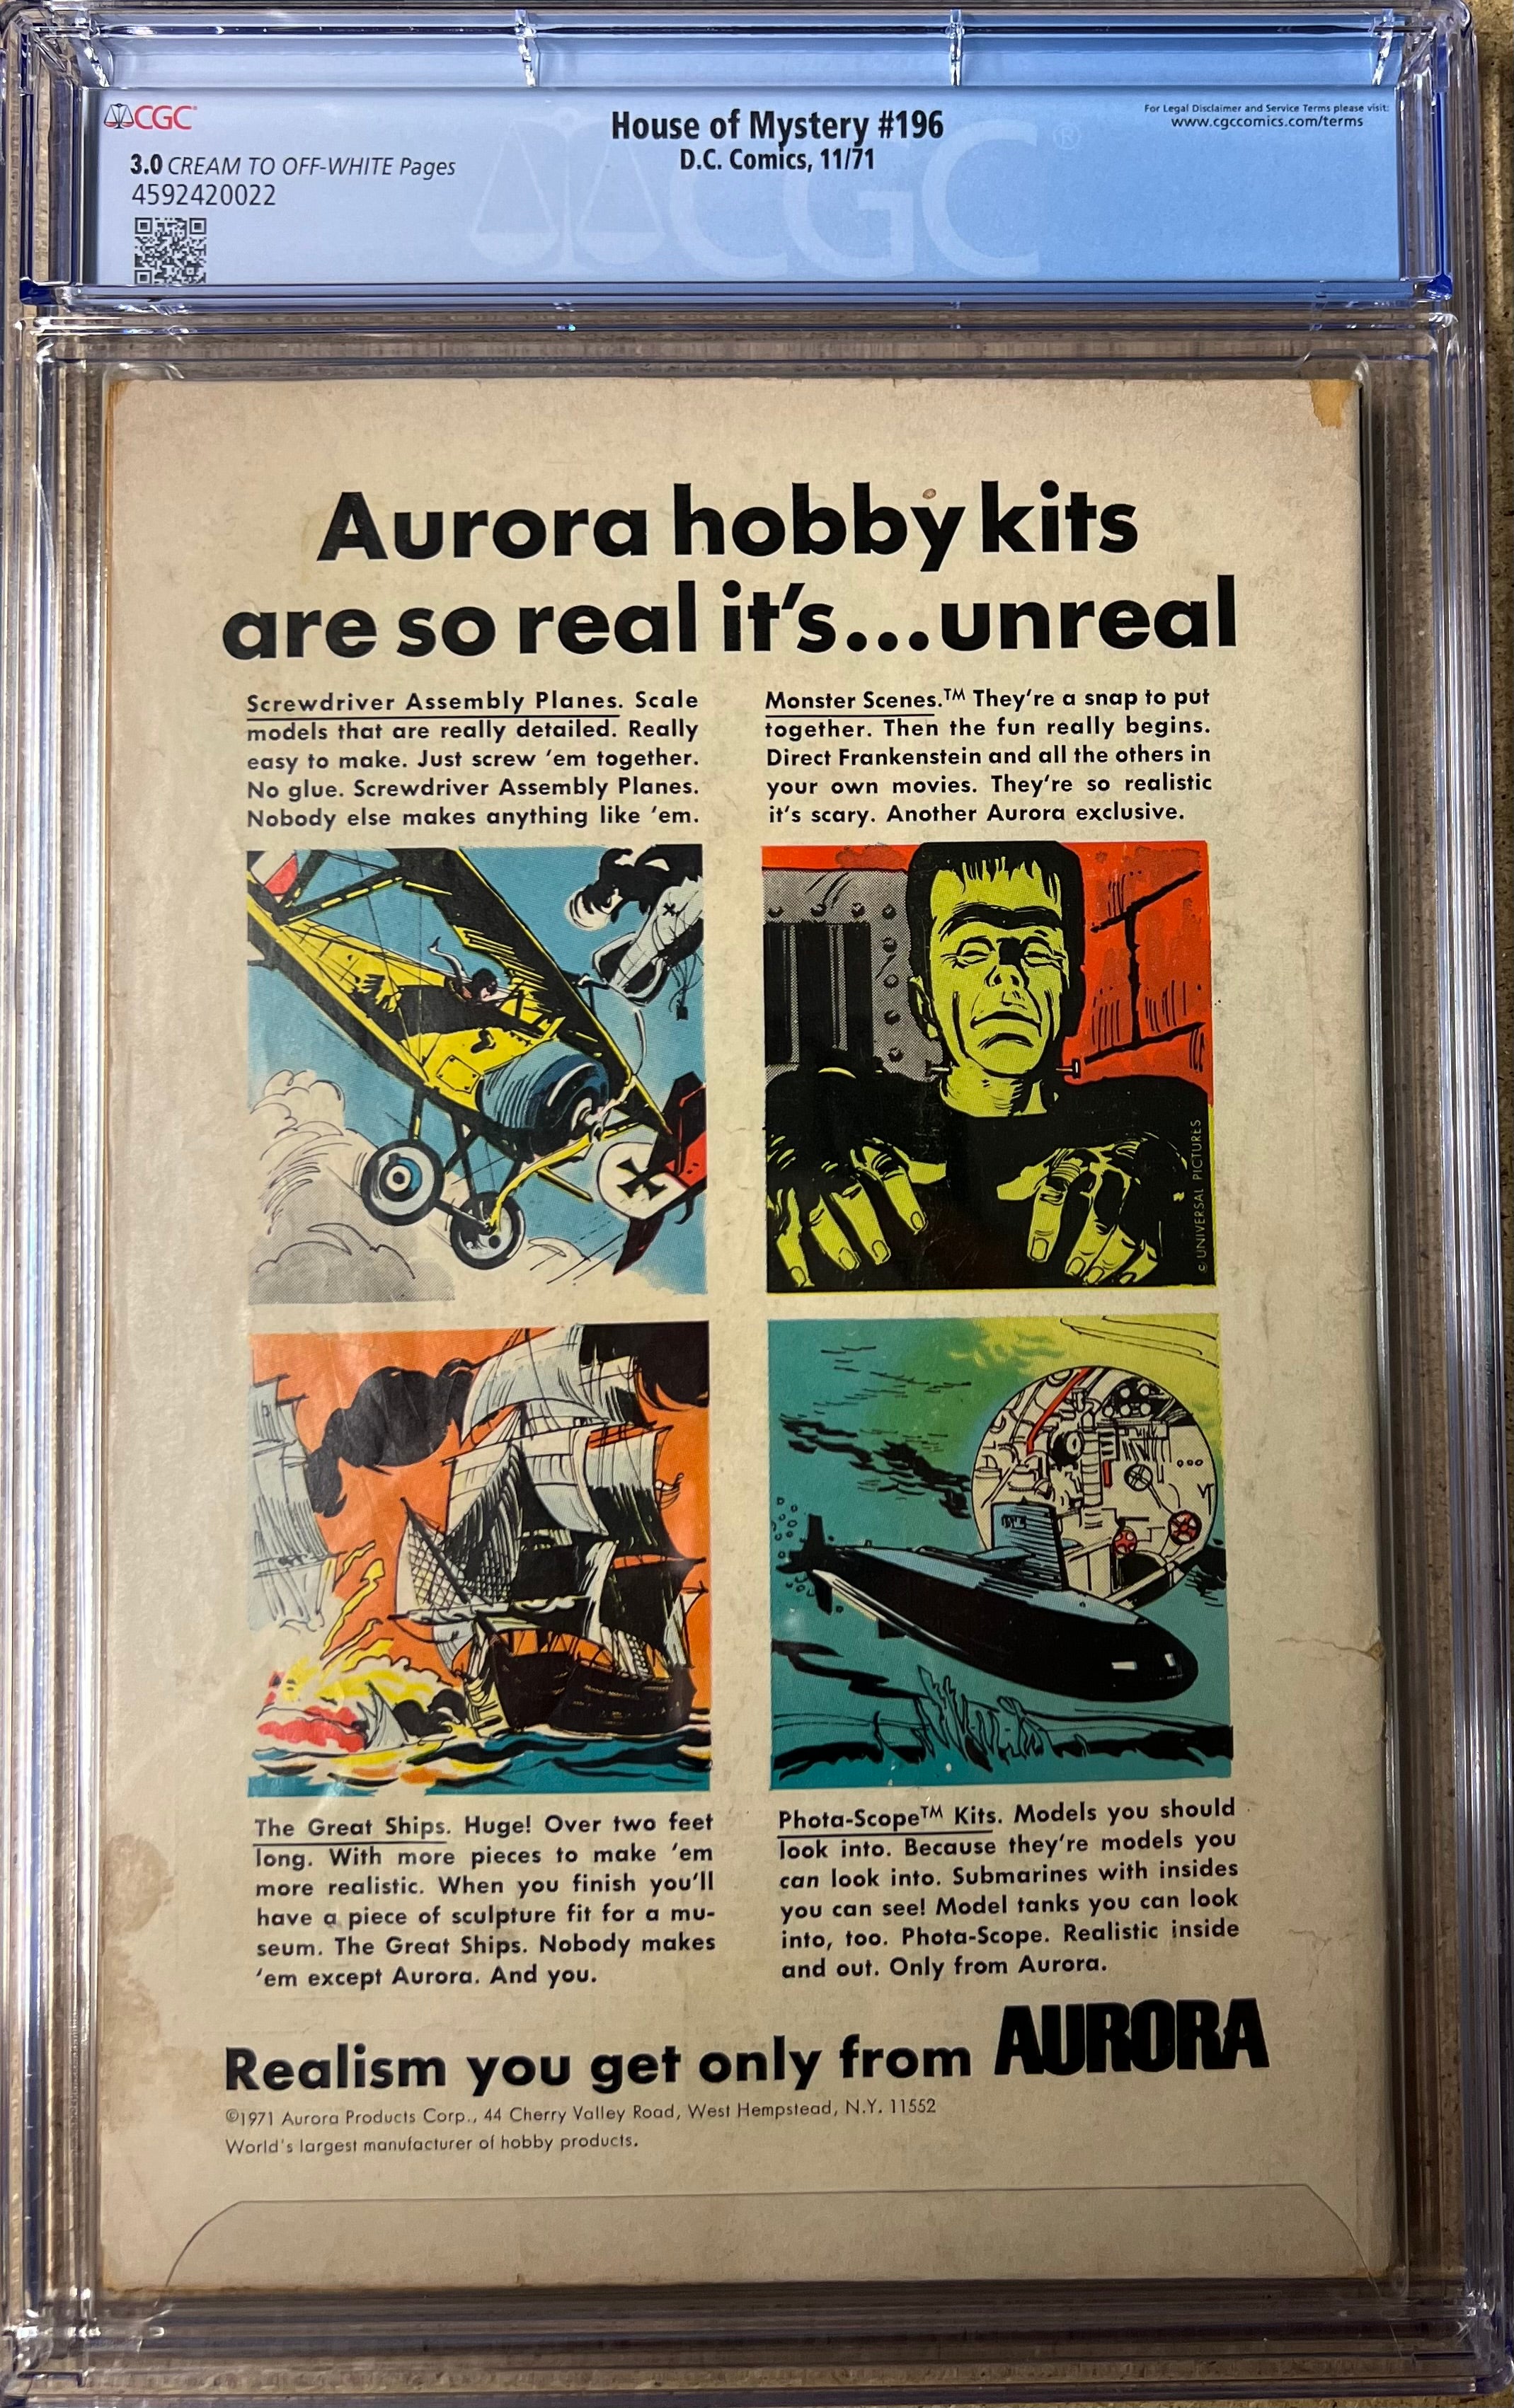 CGC
House of Mystery #196
D.C. Comics, 11/71
For Legal Disclaimer and Service Terms please visit:
www.cgccomics.com/terms
3.0 CREAM TO OFF-WHITE Pages
4592420022
CGC®
Aurora hobby kits
are so real it's...unreal
Screwdriver Assembly Planes. Scale
models that are really detailed. Really
easy to make. Just screw 'em together.
No glue. Screwdriver Assembly Planes.
Nobody else makes anything like 'em.
Monster Scenes.™ They're a snap to put
together. Then the fun really begins.
Direct Frankenstein and all the others in
your own movies. They're so realistic
it's scary. Another Aurora exclusive.
© UNIVERSAL PICTURES
The Great Ships. Huge! Over two feet
long. With more pieces to make 'em
more realistic. When you finish you'll
have a piece of sculpture fit for a mu-
seum. The Great Ships. Nobody makes
'em except Aurora. And you.
Phota-Scope™ Kits. Models you should
look into. Because they're models you
can look into. Submarines with insides
you can see! Model tanks you can look
into, too. Phota-Scope. Realistic inside
and out. Only from Aurora.
Realism you get only from AURORA
©1971 Aurora Products Corp., 44 Cherry Valley Road, West Hempstead, N.Y. 11552
World's largest manufacturer of hobby products.